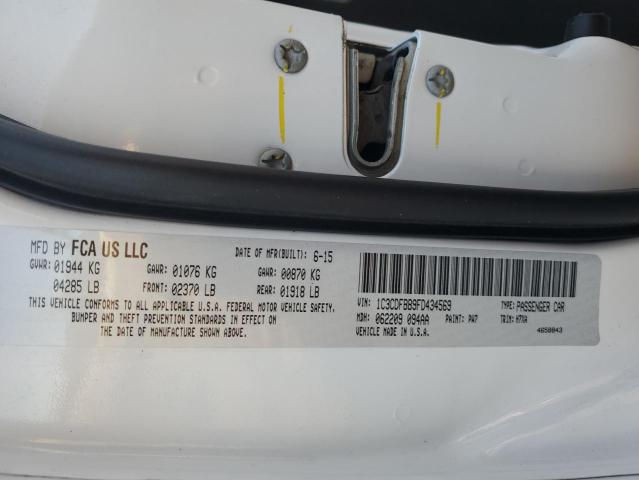 MFD BY FCA US LLC DATE OF MFR(BUILT): 6-15
GVWR: 01944 KG GAWR: 01076 KG GAWR: 00870 KG
04285 LB FRONT: 02370 LB REAR: 01918 LB
THIS VEHICLE CONFORMS TO ALL APPLICABLE U.S.A. FEDERAL MOTOR VEHICLE SAFETY,
BUMPER AND THEFT PREVENTION STANDARDS IN EFFECT ON
THE DATE OF MANUFACTURE SHOWN ABOVE.
VIN: 1C3CDFBB9FD434569 TYPE: PASSENGER CAR
MDH: 062209 094AA PAINT: PW7 TRIM: H7XA
VEHICLE MADE IN U.S.A. 4650843